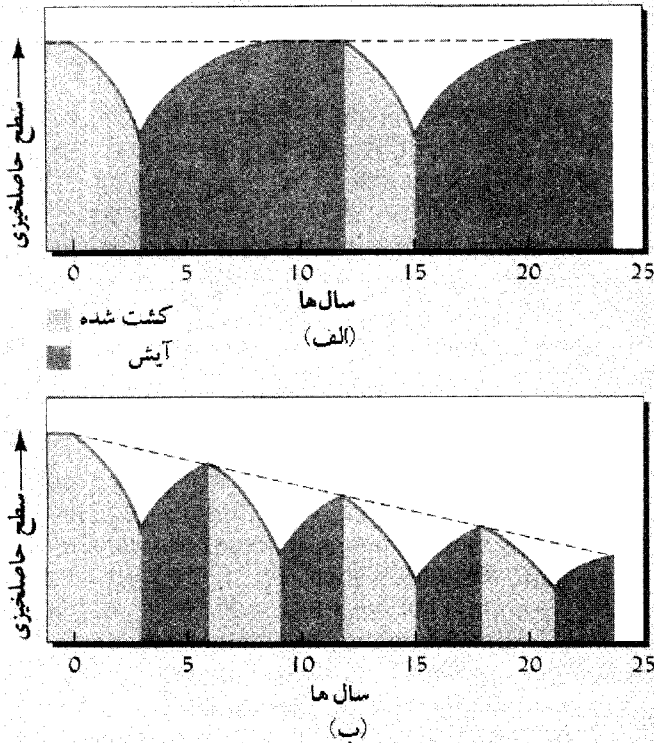 سطح حاصلخیزی
0 5 10 15 20 25
سال‌ها
(الف)
کشت شده
آیش
سطح حاصلخیزی
0 5 10 15 20 25
سال ها
(ب)